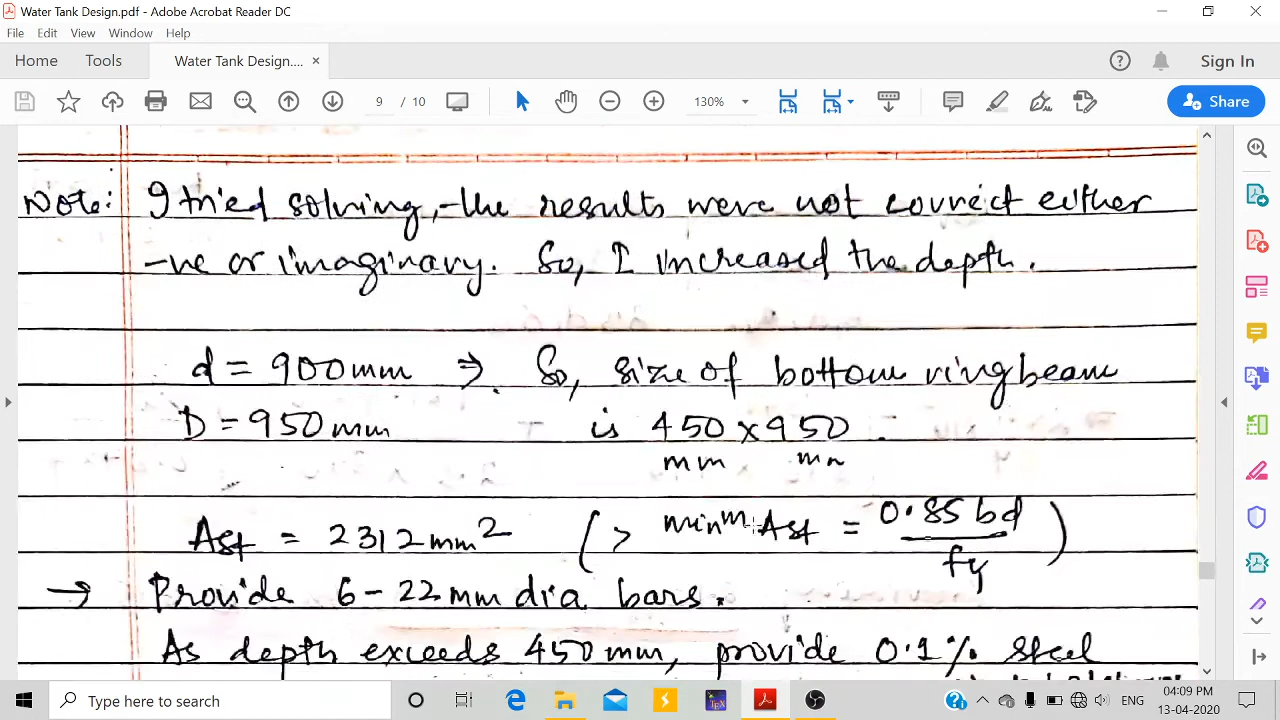 Water Tank Design.pdf - Adobe Acrobat Reader DC
File Edit View Window Help
Home Tools Water Tank Design.... × Sign In
9 / 10 130% Share
Note: I tried solving, the results were not correct either
-ve or imaginary. So, I increased the depth.
d = 900mm ⇒ So, size of bottom ring beam
D = 950mm is 450 x 950
mm mm
Ast = 2312mm² ( > minm Ast = 0.85 bd / fy )
→ Provide 6 - 22mm dia bars.
As depth exceeds 450mm, provide 0.1% steel
Type here to search
ENG
04:09 PM
13-04-2020